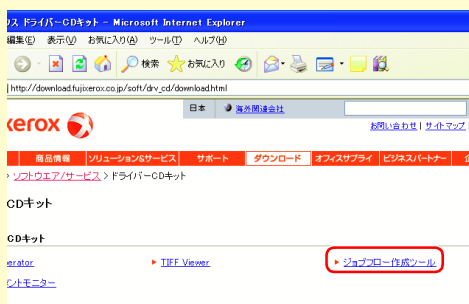 ス ドライバーCDキット - Microsoft Internet Explorer
編集(E) 表示(V) お気に入り(A) ツール(T) ヘルプ(H)
検索 お気に入り
http://download.fujixerox.co.jp/soft/drv_cd/download.html
日本 海外関連会社
xerox
お問い合わせ | サイトマップ
商品情報 ソリューション&サービス サポート ダウンロード オフィスサプライ ビジネスパートナー
> ソフトウエア/サービス > ドライバーCDキット
CDキット
CDキット
erator TIFF Viewer ジョブフロー作成ツール
ントモニター